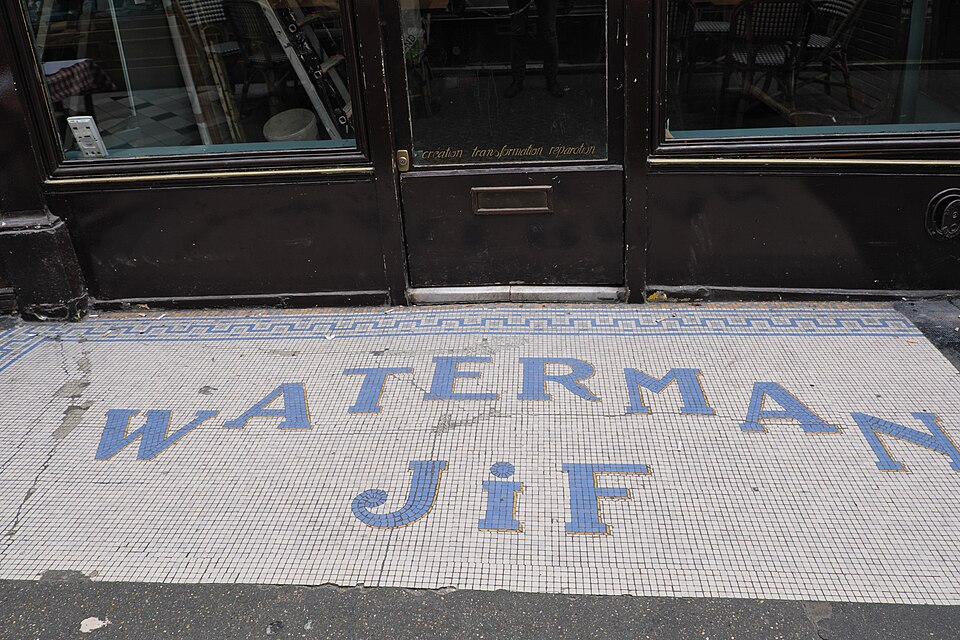 création transformation réparation
WATERMAN
JiF